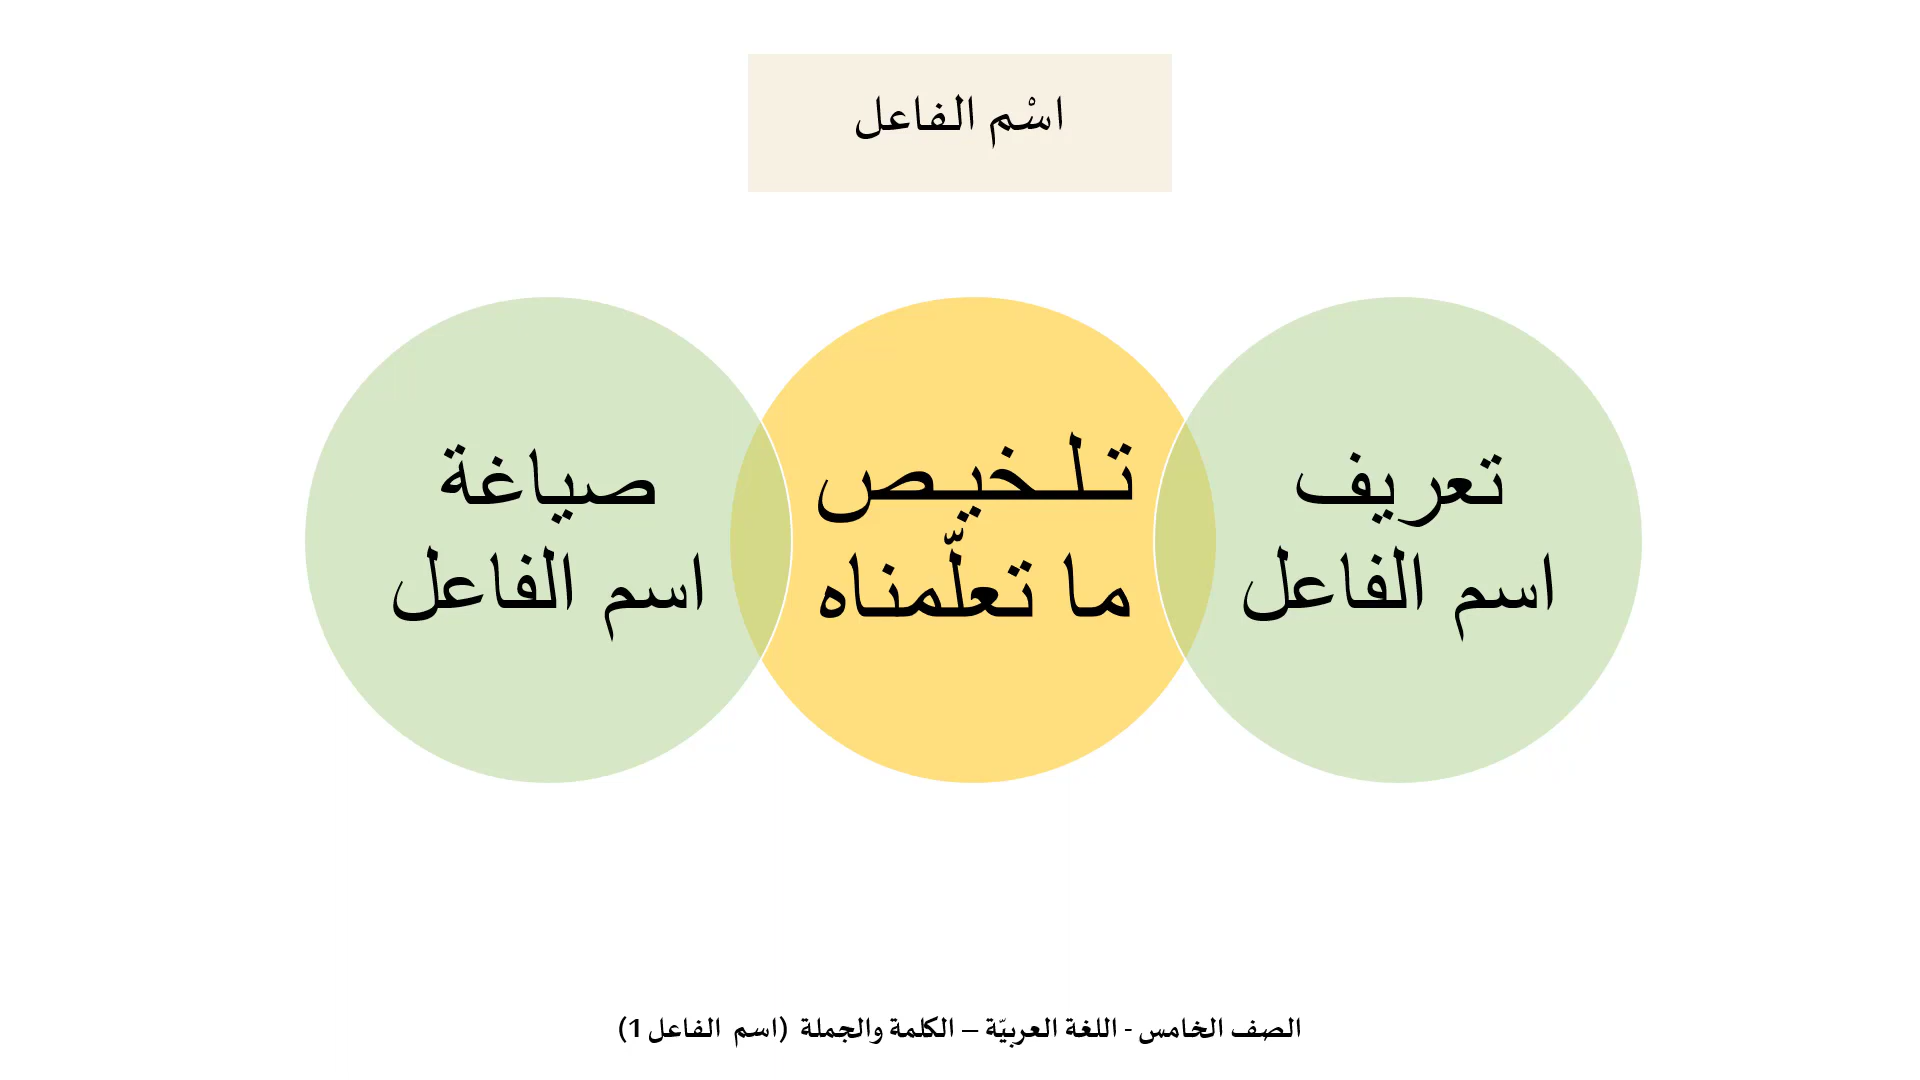 اسْم الفاعل
تعريف
اسم الفاعل
تلخيص
ما تعلّمناه
صياغة
اسم الفاعل
الصف الخامس - اللغة العربيّة – الكلمة والجملة (اسم الفاعل 1)